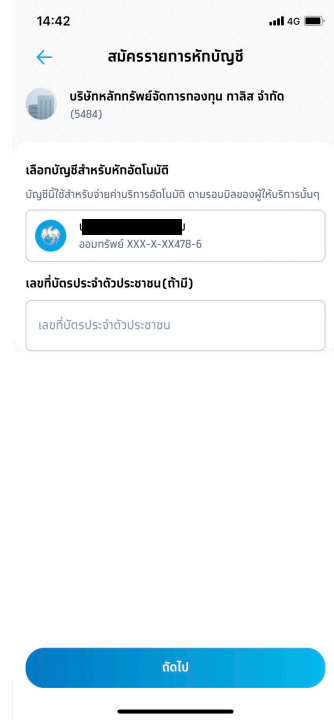 14:42
4G
สมัครรายการหักบัญชี
บริษัทหลักทรัพย์จัดการกองทุน ทาลิส จำกัด
(5484)
เลือกบัญชีสำหรับหักอัตโนมัติ
บัญชีนี้ใช้สำหรับจ่ายค่าบริการอัตโนมัติ ตามรอบบิลของผู้ให้บริการนั้นๆ
ออมทรัพย์ XXX-X-XX478-6
เลขที่บัตรประจำตัวประชาชน(ถ้ามี)
เลขที่บัตรประจำตัวประชาชน
ถัดไป